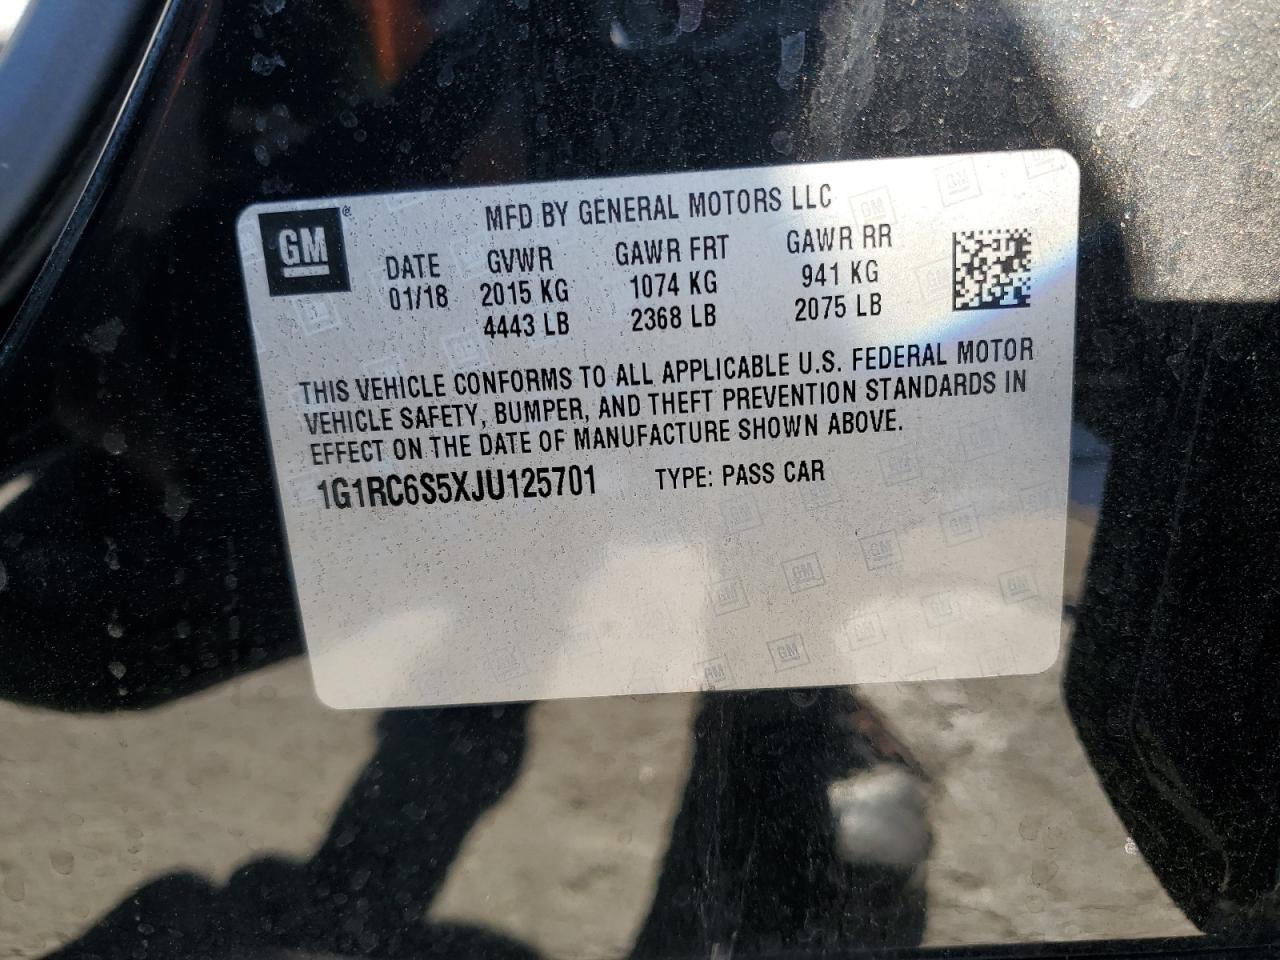 MFD BY GENERAL MOTORS LLC
GM ®
DATE GVWR GAWR FRT GAWR RR
01/18 2015 KG 1074 KG 941 KG
4443 LB 2368 LB 2075 LB
THIS VEHICLE CONFORMS TO ALL APPLICABLE U.S. FEDERAL MOTOR
VEHICLE SAFETY, BUMPER, AND THEFT PREVENTION STANDARDS IN
EFFECT ON THE DATE OF MANUFACTURE SHOWN ABOVE.
1G1RC6S5XJU125701 TYPE: PASS CAR